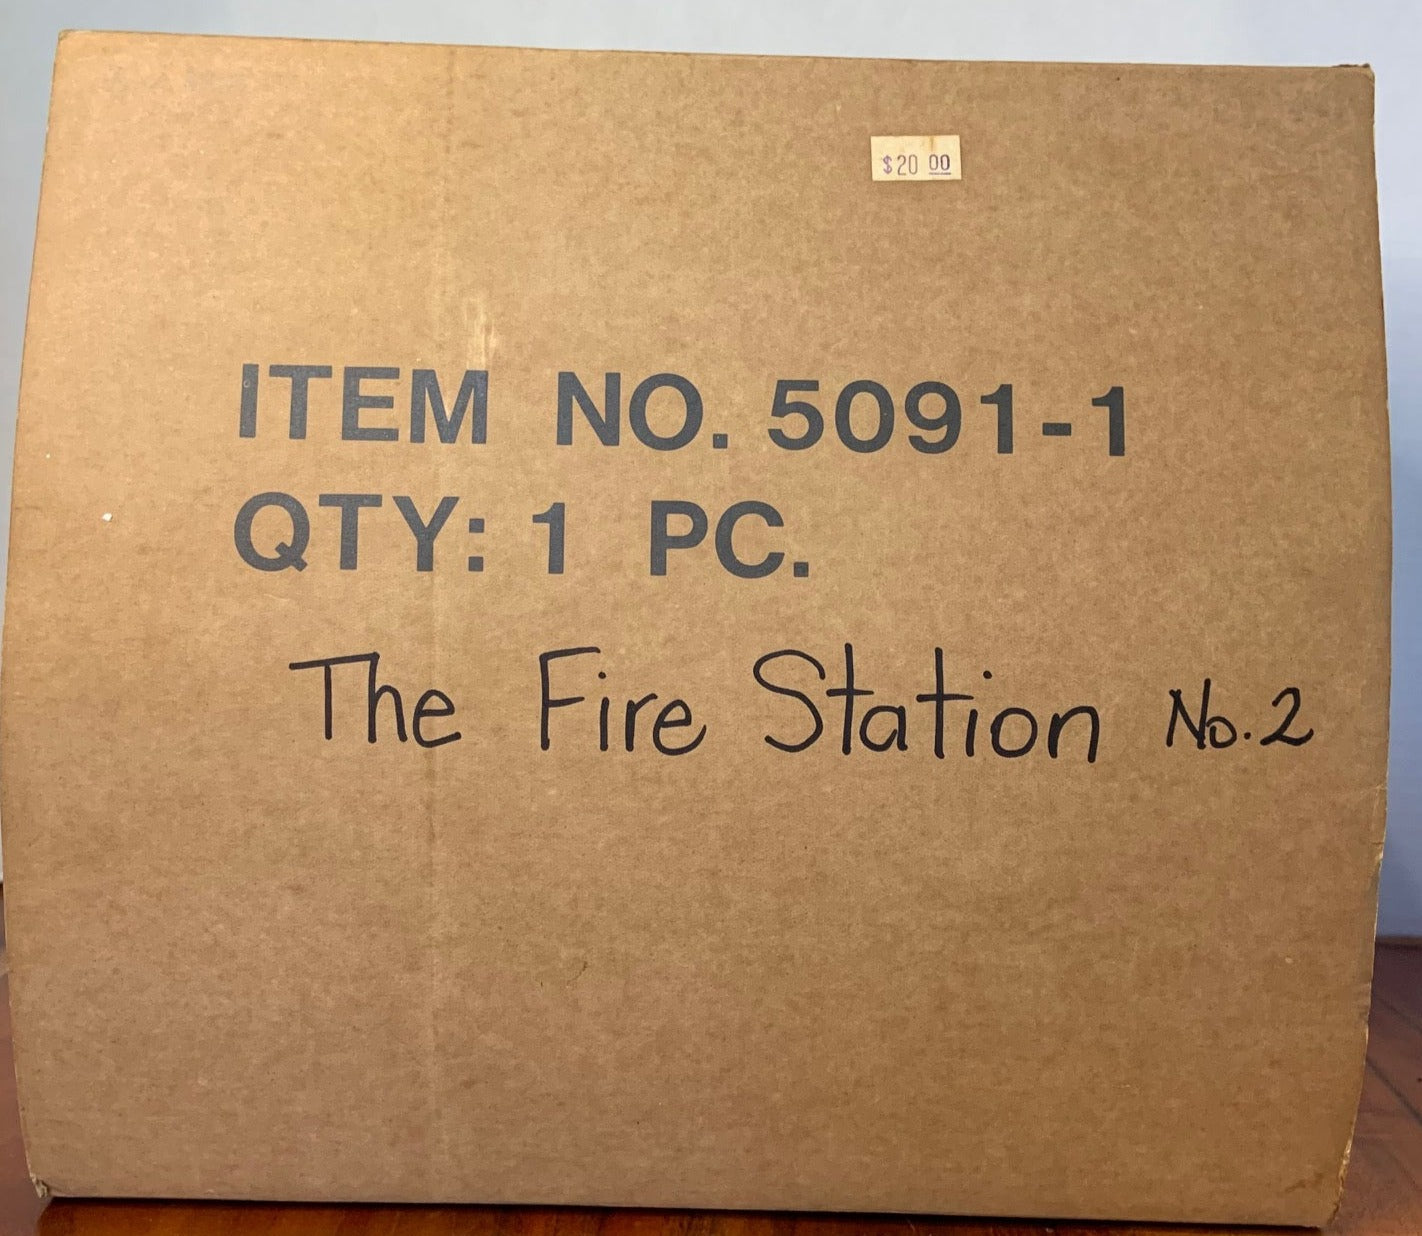 $20 00
ITEM NO. 5091-1
QTY: 1 PC.
The Fire Station No.2